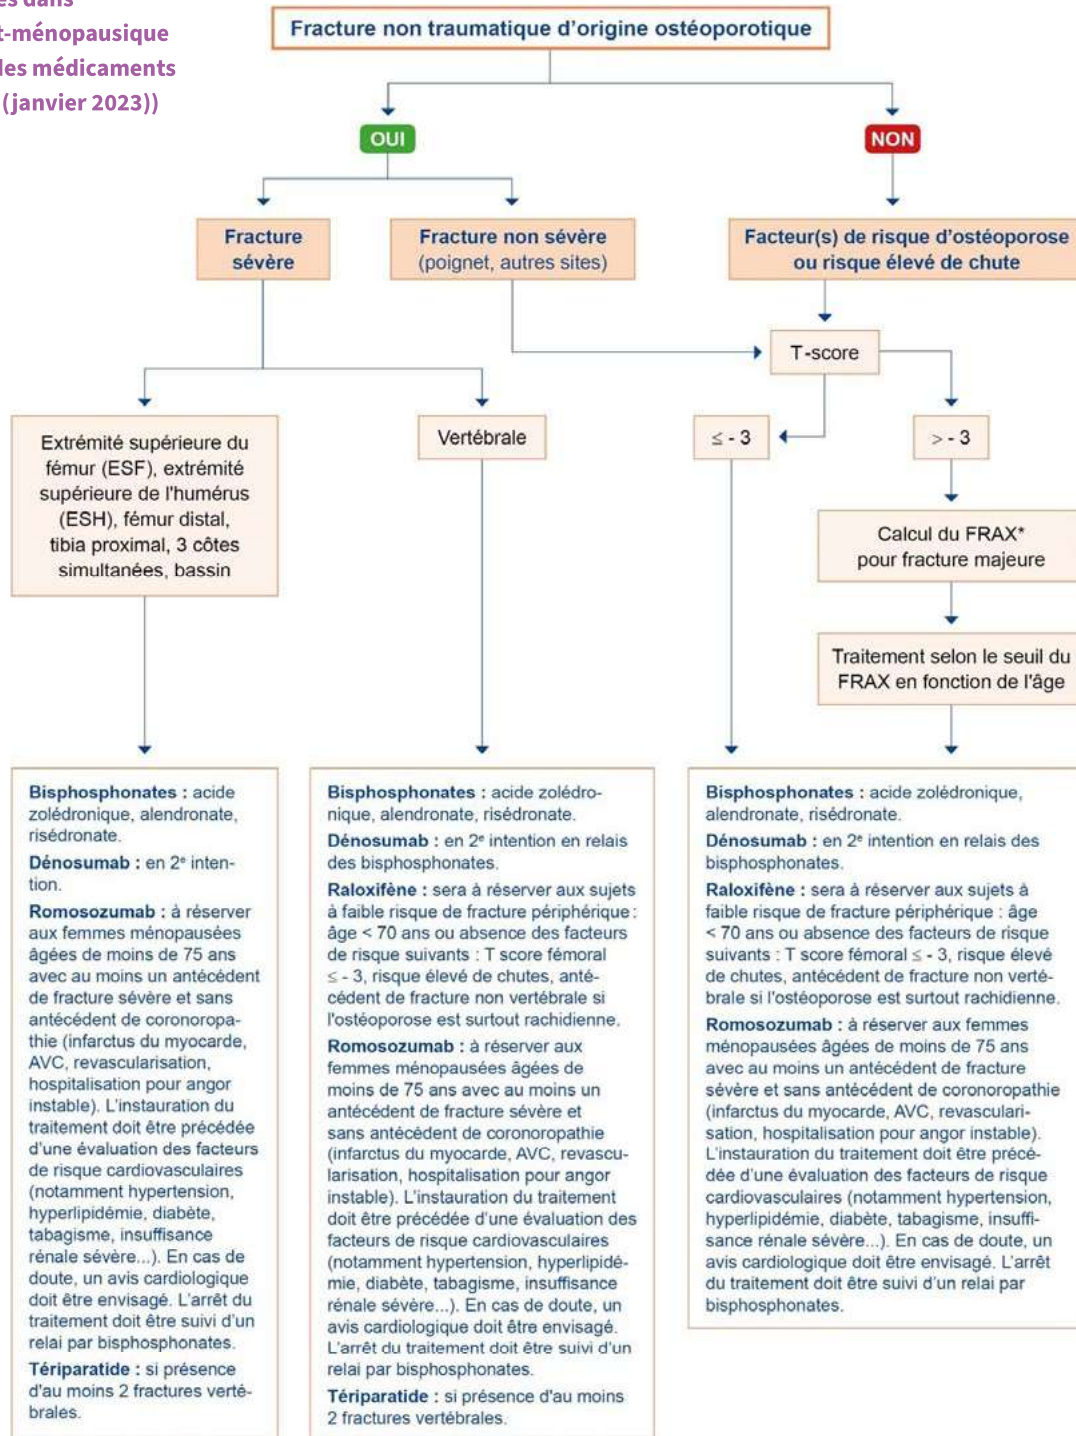 es dans
t-ménopausique
les médicaments
(janvier 2023))
Fracture non traumatique d'origine ostéoporotique
OUI
NON
Fracture
sévère
Fracture non sévère
(poignet, autres sites)
Facteur(s) de risque d'ostéoporose
ou risque élevé de chute
T-score
Extrémité supérieure du
fémur (ESF), extrémité
supérieure de l'humérus
(ESH), fémur distal,
tibia proximal, 3 côtes
simultanées, bassin
Vertébrale
≤ - 3
> - 3
Calcul du FRAX*
pour fracture majeure
Traitement selon le seuil du
FRAX en fonction de l'âge
Bisphosphonates : acide
zolédronique, alendronate,
risédronate.
Dénosumab : en 2e inten-
tion.
Romosozumab : à réserver
aux femmes ménopausées
âgées de moins de 75 ans
avec au moins un antécédent
de fracture sévère et sans
antécédent de coronoropa-
thie (infarctus du myocarde,
AVC, revascularisation,
hospitalisation pour angor
instable). L'instauration du
traitement doit être précédée
d'une évaluation des facteurs
de risque cardiovasculaires
(notamment hypertension,
hyperlipidémie, diabète,
tabagisme, insuffisance
rénale sévère...). En cas de
doute, un avis cardiologique
doit être envisagé. L'arrêt du
traitement doit être suivi d'un
relai par bisphosphonates.
Tériparatide : si présence
d'au moins 2 fractures verté-
brales.
Bisphosphonates : acide zolédro-
nique, alendronate, risédronate.
Dénosumab : en 2e intention en relais
des bisphosphonates.
Raloxifène : sera à réserver aux sujets
à faible risque de fracture périphérique :
âge < 70 ans ou absence des facteurs
de risque suivants : T score fémoral
≤ - 3, risque élevé de chutes, anté-
cédent de fracture non vertébrale si
l'ostéoporose est surtout rachidienne.
Romosozumab : à réserver aux
femmes ménopausées âgées de
moins de 75 ans avec au moins un
antécédent de fracture sévère et
sans antécédent de coronoropathie
(infarctus du myocarde, AVC, revascu-
larisation, hospitalisation pour angor
instable). L'instauration du traitement
doit être précédée d'une évaluation des
facteurs de risque cardiovasculaires
(notamment hypertension, hyperlipidé-
mie, diabète, tabagisme, insuffisance
rénale sévère...). En cas de doute, un
avis cardiologique doit être envisagé.
L'arrêt du traitement doit être suivi d'un
relai par bisphosphonates.
Tériparatide : si présence d'au moins
2 fractures vertébrales.
Bisphosphonates : acide zolédronique,
alendronate, risédronate.
Dénosumab : en 2e intention en relais des
bisphosphonates.
Raloxifène : sera à réserver aux sujets à
faible risque de fracture périphérique : âge
< 70 ans ou absence des facteurs de risque
suivants : T score fémoral ≤ - 3, risque élevé
de chutes, antécédent de fracture non verté-
brale si l'ostéoporose est surtout rachidienne.
Romosozumab : à réserver aux femmes
ménopausées âgées de moins de 75 ans
avec au moins un antécédent de fracture
sévère et sans antécédent de coronoropathie
(infarctus du myocarde, AVC, revasculari-
sation, hospitalisation pour angor instable).
L'instauration du traitement doit être précé-
dée d'une évaluation des facteurs de risque
cardiovasculaires (notamment hypertension,
hyperlipidémie, diabète, tabagisme, insuffi-
sance rénale sévère...). En cas de doute, un
avis cardiologique doit être envisagé. L'arrêt
du traitement doit être suivi d'un relai par
bisphosphonates.